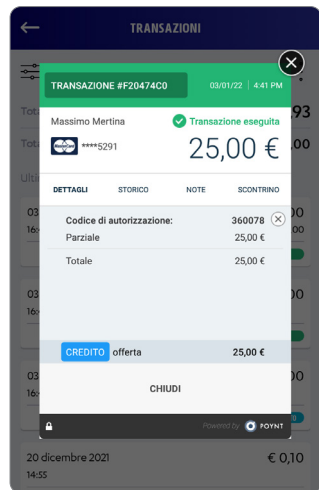 TRANSAZIONI
TRANSAZIONE #F20474C0 03/01/22 | 4:41 PM
Massimo Mertina Transazione eseguita
MasterCard ****5291 25,00 €
DETTAGLI STORICO NOTE SCONTRINO
Codice di autorizzazione: 360078
Parziale 25,00 €
Totale 25,00 €
CREDITO offerta 25,00 €
CHIUDI
Powered by POYNT
20 dicembre 2021 € 0,10
14:55